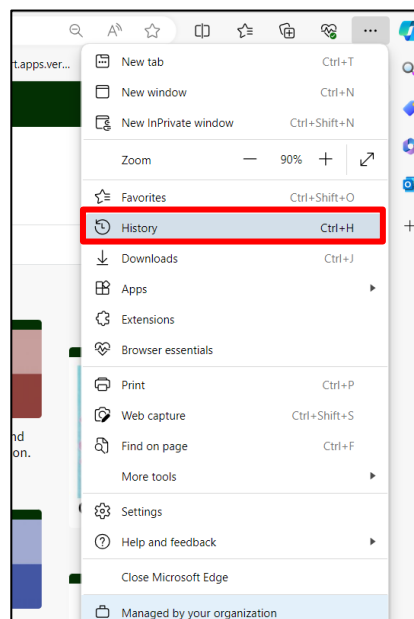 rt.apps.ver...
New tab Ctrl+T
New window Ctrl+N
New InPrivate window Ctrl+Shift+N
Zoom 90%
Favorites Ctrl+Shift+O
History Ctrl+H
Downloads Ctrl+J
Apps
Extensions
Browser essentials
Print Ctrl+P
Web capture Ctrl+Shift+S
nd
Find on page Ctrl+F
on.
More tools
Settings
Help and feedback
Close Microsoft Edge
Managed by your organization